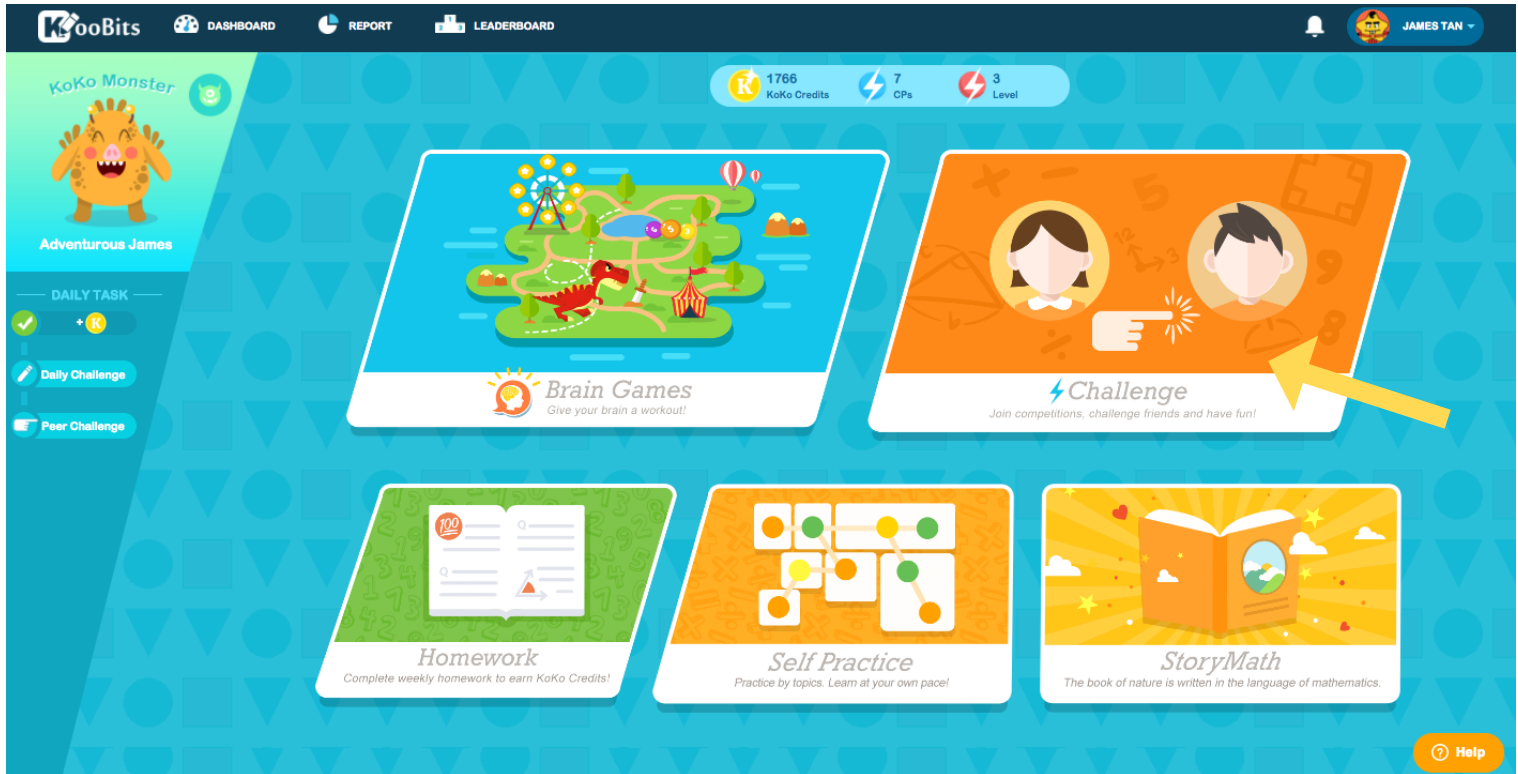 KooBits
DASHBOARD
REPORT
LEADERBOARD
JAMES TAN
KoKo Monster
1766
KoKo Credits
7
CPs
3
Level
Adventurous James
DAILY TASK
+ K
Daily Challenge
Peer Challenge
Brain Games
Give your brain a workout!
Challenge
Join competitions, challenge friends and have fun!
100
Q
Q
Q
Homework
Complete weekly homework to earn KoKo Credits!
Self Practice
Practice by topics. Learn at your own pace!
StoryMath
The book of nature is written in the language of mathematics.
? Help